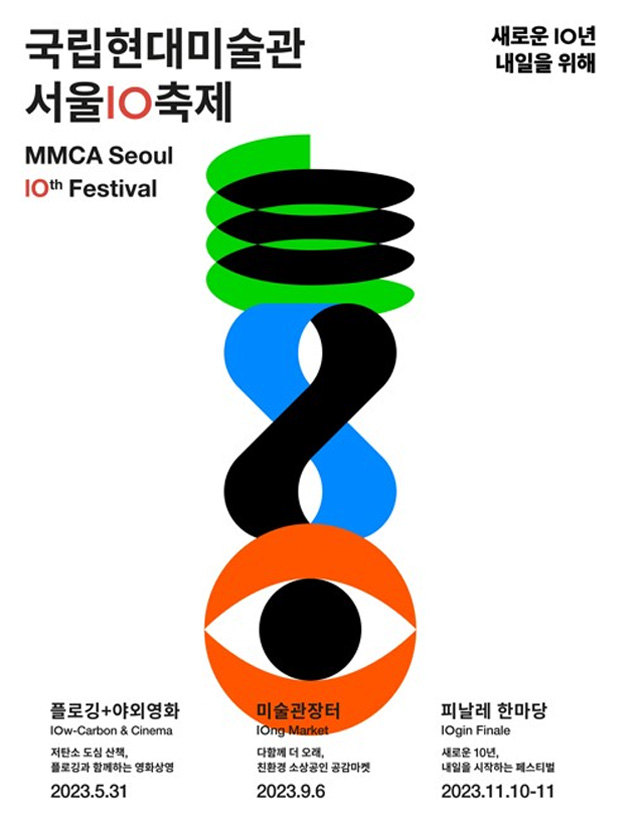 국립현대미술관
서울10축제
MMCA Seoul
10th Festival
새로운 10년
내일을 위해
플로깅+야외영화
lOw-Carbon & Cinema
저탄소 도심 산책,
플로깅과 함께하는 영화상영
2023.5.31
미술관장터
lOng Market
다함께 더 오래,
친환경 소상공인 공감마켓
2023.9.6
피날레 한마당
lOgin Finale
새로운 10년,
내일을 시작하는 페스티벌
2023.11.10-11